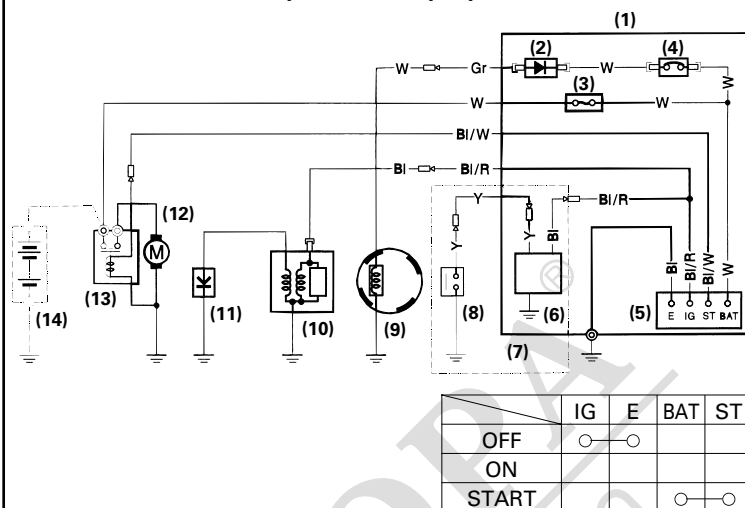 (1)
(2) (4)
W Gr W
(3)
W W W
Bl/W
Bl Bl/R
Y Bl/R
Y Y Bl Bl Bl/R Bl/W W
(12)
M
(13) (14) (11) (10) (9) (8) (6) (7) (5)
E IG ST BAT
®
IG E BAT ST
OFF
ON
START
OPA